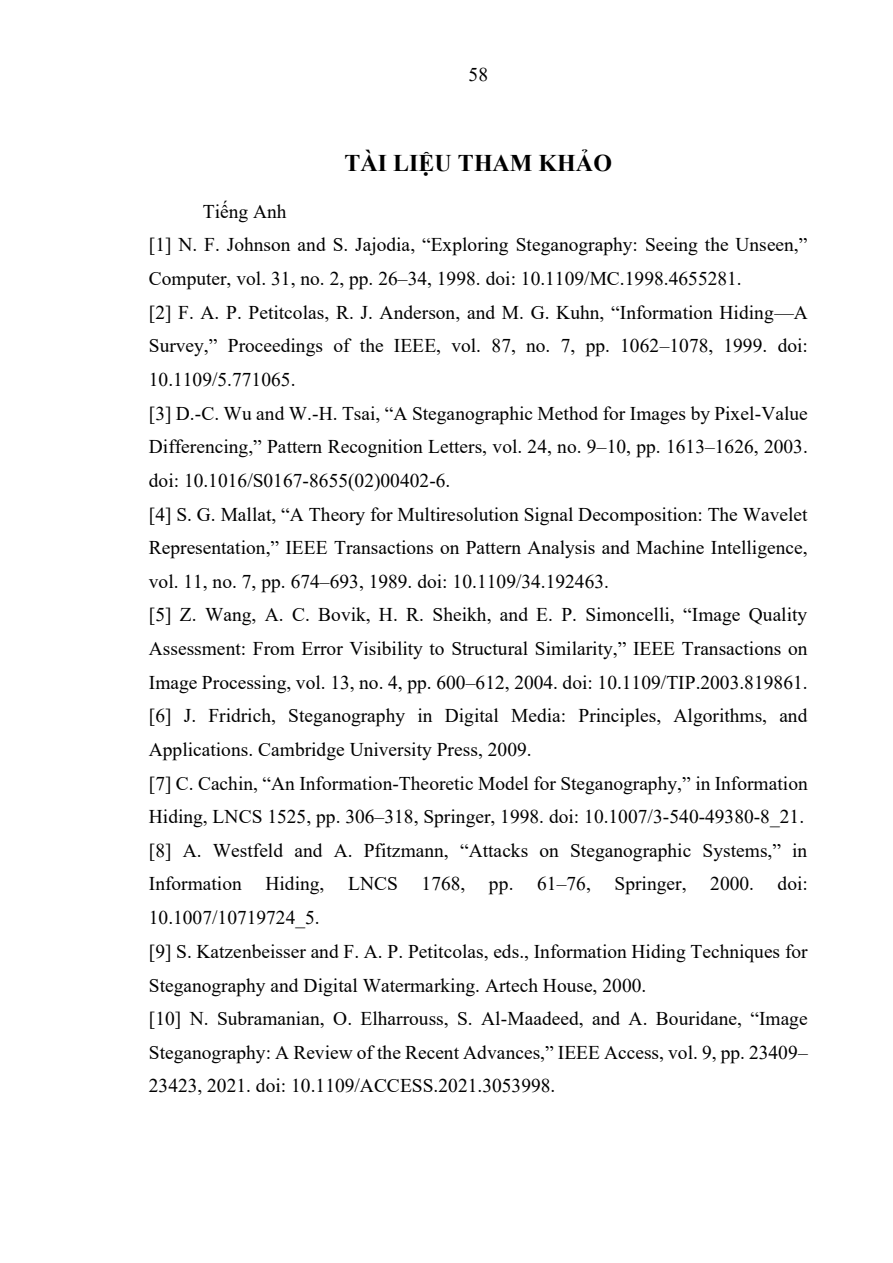 58
TÀI LIỆU THAM KHẢO
Tiếng Anh
[1] N. F. Johnson and S. Jajodia, “Exploring Steganography: Seeing the Unseen,”
Computer, vol. 31, no. 2, pp. 26–34, 1998. doi: 10.1109/MC.1998.4655281.
[2] F. A. P. Petitcolas, R. J. Anderson, and M. G. Kuhn, “Information Hiding—A
Survey,” Proceedings of the IEEE, vol. 87, no. 7, pp. 1062–1078, 1999. doi:
10.1109/5.771065.
[3] D.-C. Wu and W.-H. Tsai, “A Steganographic Method for Images by Pixel-Value
Differencing,” Pattern Recognition Letters, vol. 24, no. 9–10, pp. 1613–1626, 2003.
doi: 10.1016/S0167-8655(02)00402-6.
[4] S. G. Mallat, “A Theory for Multiresolution Signal Decomposition: The Wavelet
Representation,” IEEE Transactions on Pattern Analysis and Machine Intelligence,
vol. 11, no. 7, pp. 674–693, 1989. doi: 10.1109/34.192463.
[5] Z. Wang, A. C. Bovik, H. R. Sheikh, and E. P. Simoncelli, “Image Quality
Assessment: From Error Visibility to Structural Similarity,” IEEE Transactions on
Image Processing, vol. 13, no. 4, pp. 600–612, 2004. doi: 10.1109/TIP.2003.819861.
[6] J. Fridrich, Steganography in Digital Media: Principles, Algorithms, and
Applications. Cambridge University Press, 2009.
[7] C. Cachin, “An Information-Theoretic Model for Steganography,” in Information
Hiding, LNCS 1525, pp. 306–318, Springer, 1998. doi: 10.1007/3-540-49380-8_21.
[8] A. Westfeld and A. Pfitzmann, “Attacks on Steganographic Systems,” in
Information Hiding, LNCS 1768, pp. 61–76, Springer, 2000. doi:
10.1007/10719724_5.
[9] S. Katzenbeisser and F. A. P. Petitcolas, eds., Information Hiding Techniques for
Steganography and Digital Watermarking. Artech House, 2000.
[10] N. Subramanian, O. Elharrouss, S. Al-Maadeed, and A. Bouridane, “Image
Steganography: A Review of the Recent Advances,” IEEE Access, vol. 9, pp. 23409–
23423, 2021. doi: 10.1109/ACCESS.2021.3053998.